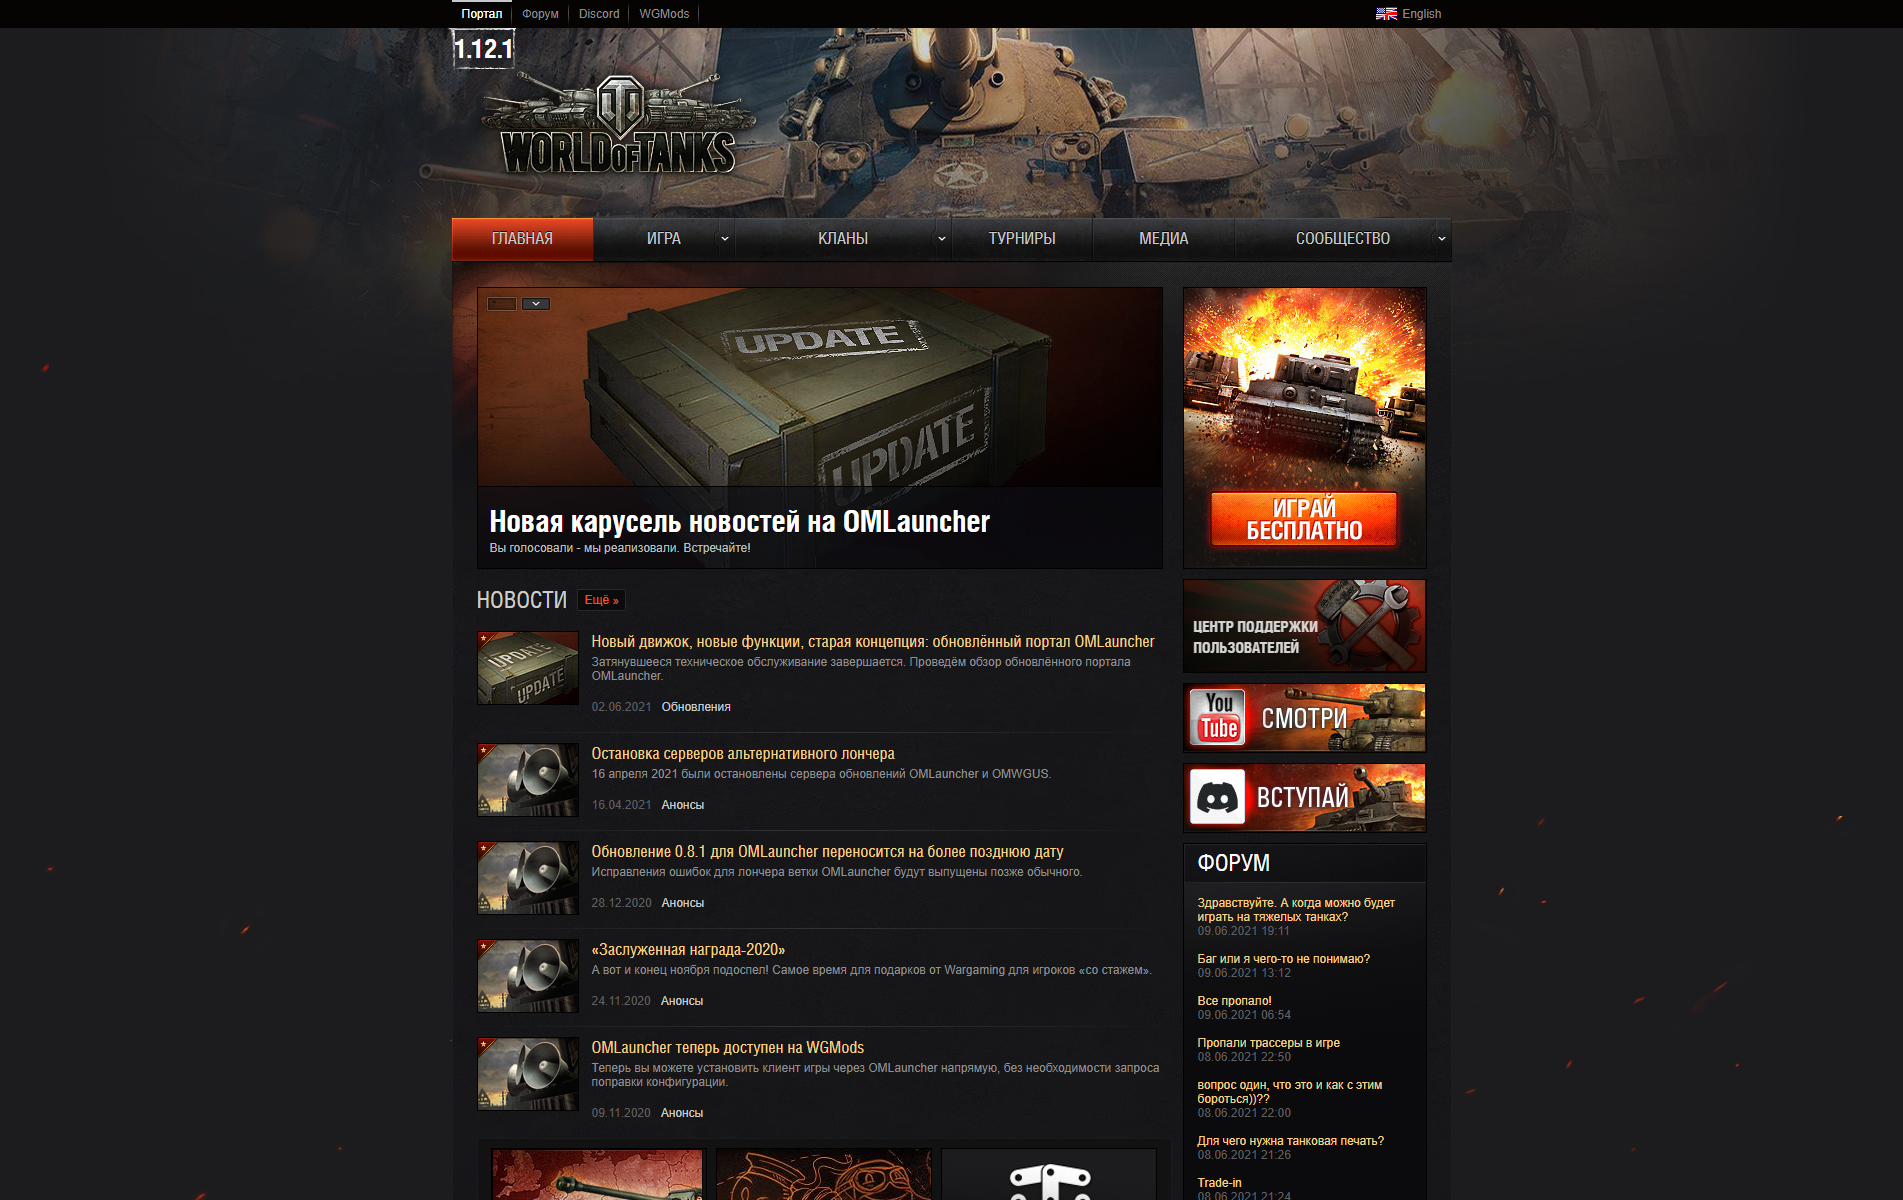 Портал
Форум
Discord
WGMods
English
1.12.1
WORLD OF TANKS
ГЛАВНАЯ
ИГРА
КЛАНЫ
ТУРНИРЫ
МЕДИА
СООБЩЕСТВО
UPDATE
UPDATE
Новая карусель новостей на OMLauncher
Вы голосовали - мы реализовали. Встречайте!
НОВОСТИ
Ещё »
UPDATE
UPDATE
Новый движок, новые функции, старая концепция: обновлённый портал OMLauncher
Затянувшееся техническое обслуживание завершается. Проведём обзор обновлённого портала
OMLauncher.
02.06.2021 Обновления
Остановка серверов альтернативного лончера
16 апреля 2021 были остановлены сервера обновлений OMLauncher и OMWGUS.
16.04.2021 Анонсы
Обновление 0.8.1 для OMLauncher переносится на более позднюю дату
Исправления ошибок для лончера ветки OMLauncher будут выпущены позже обычного.
28.12.2020 Анонсы
«Заслуженная награда-2020»
А вот и конец ноября подоспел! Самое время для подарков от Wargaming для игроков «со стажем».
24.11.2020 Анонсы
OMLauncher теперь доступен на WGMods
Теперь вы можете установить клиент игры через OMLauncher напрямую, без необходимости запроса
поправки конфигурации.
09.11.2020 Анонсы
ИГРАЙ
БЕСПЛАТНО
ЦЕНТР ПОДДЕРЖКИ
ПОЛЬЗОВАТЕЛЕЙ
You
Tube
СМОТРИ
ВСТУПАЙ
ФОРУМ
Здравствуйте. А когда можно будет
играть на тяжелых танках?
09.06.2021 19:11
Баг или я чего-то не понимаю?
09.06.2021 13:12
Все пропало!
09.06.2021 06:54
Пропали трассеры в игре
08.06.2021 22:50
вопрос один, что это и как с этим
бороться))??
08.06.2021 22:00
Для чего нужна танковая печать?
08.06.2021 21:26
Trade-in
08.06.2021 21:24